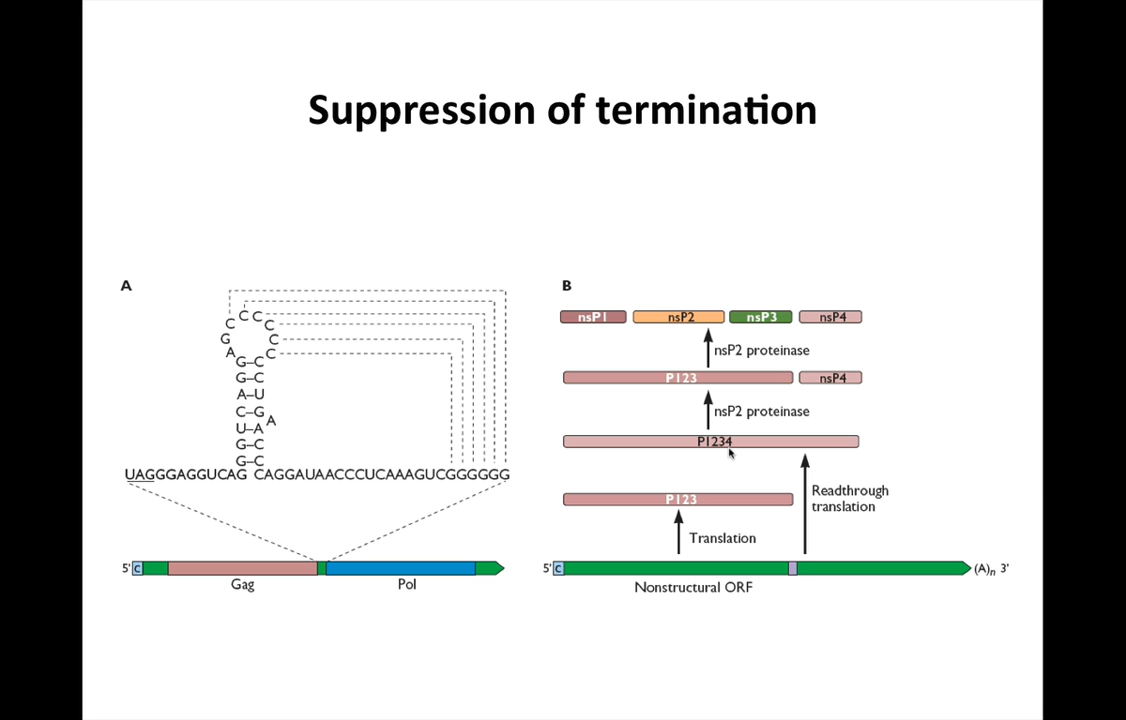 Suppression of termination
A
C C C C
C C
G C
A
G–C
G–C
A–U
C–G A
U–A
G–C
G–C
UAGGGAGGUCAG CAGGAUAACCCUCAAAGUCGGGGGG
5' C
Gag
Pol
B
nsP1 nsP2 nsP3 nsP4
nsP2 proteinase
P123 nsP4
nsP2 proteinase
P1234
Readthrough
translation
P123
Translation
5' C (A)n 3'
Nonstructural ORF